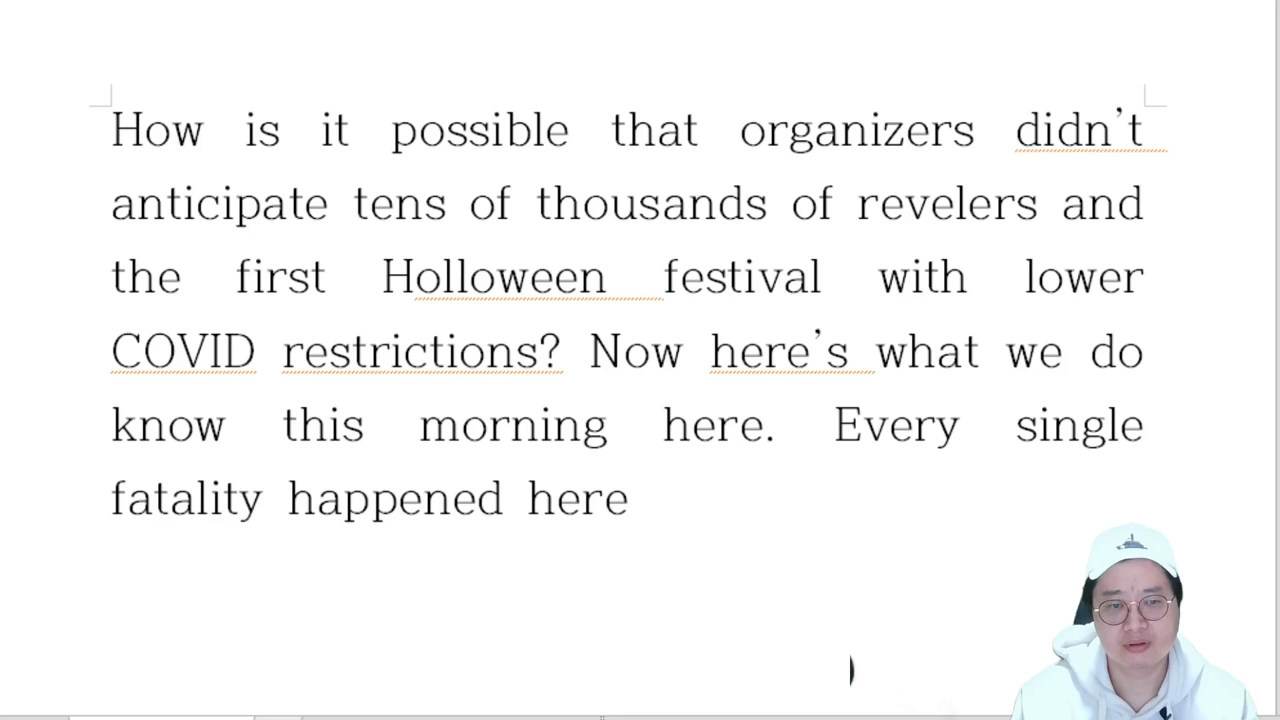 How is it possible that organizers didn't
anticipate tens of thousands of revelers and
the first Holloween festival with lower
COVID restrictions? Now here's what we do
know this morning here. Every single
fatality happened here